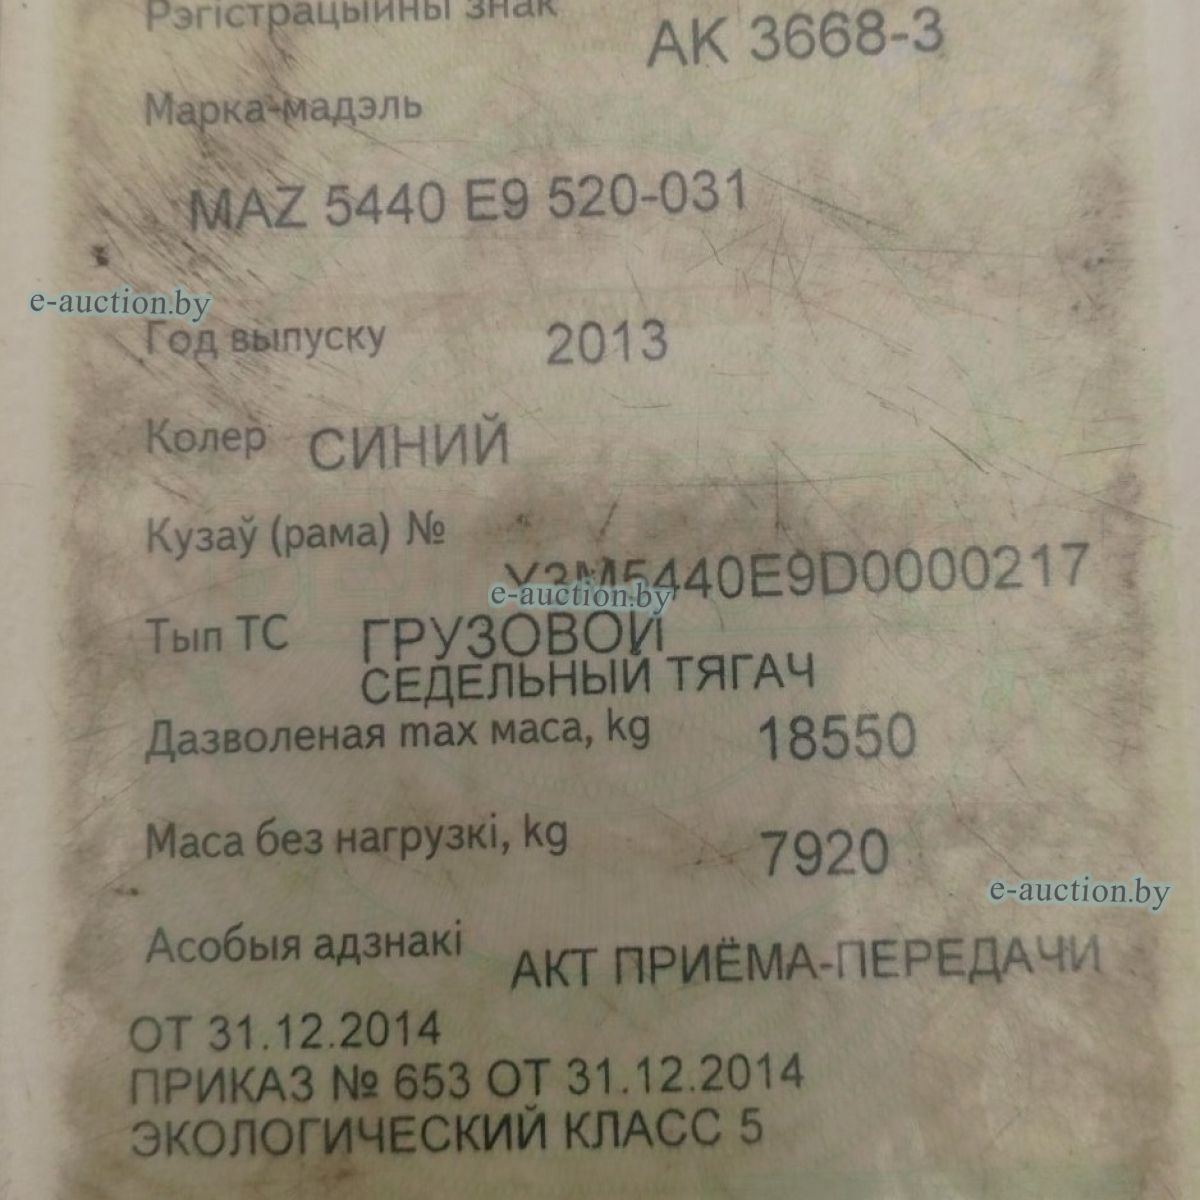 Рэгістрацыйны знак
АК 3668-3
Марка-мадэль
MAZ 5440 E9 520-031
e-auction.by
Год выпуску 2013
Колер СИНИЙ
Кузаў (рама) №
Y3M5440E9D0000217
e-auction.by
Тып ТС ГРУЗОВОЙ
СЕДЕЛЬНЫЙ ТЯГАЧ
Дазволеная max маса, kg 18550
Маса без нагрузкі, kg 7920
e-auction.by
Асобыя адзнакі АКТ ПРИЁМА-ПЕРЕДАЧИ
ОТ 31.12.2014
ПРИКАЗ № 653 ОТ 31.12.2014
ЭКОЛОГИЧЕСКИЙ КЛАСС 5